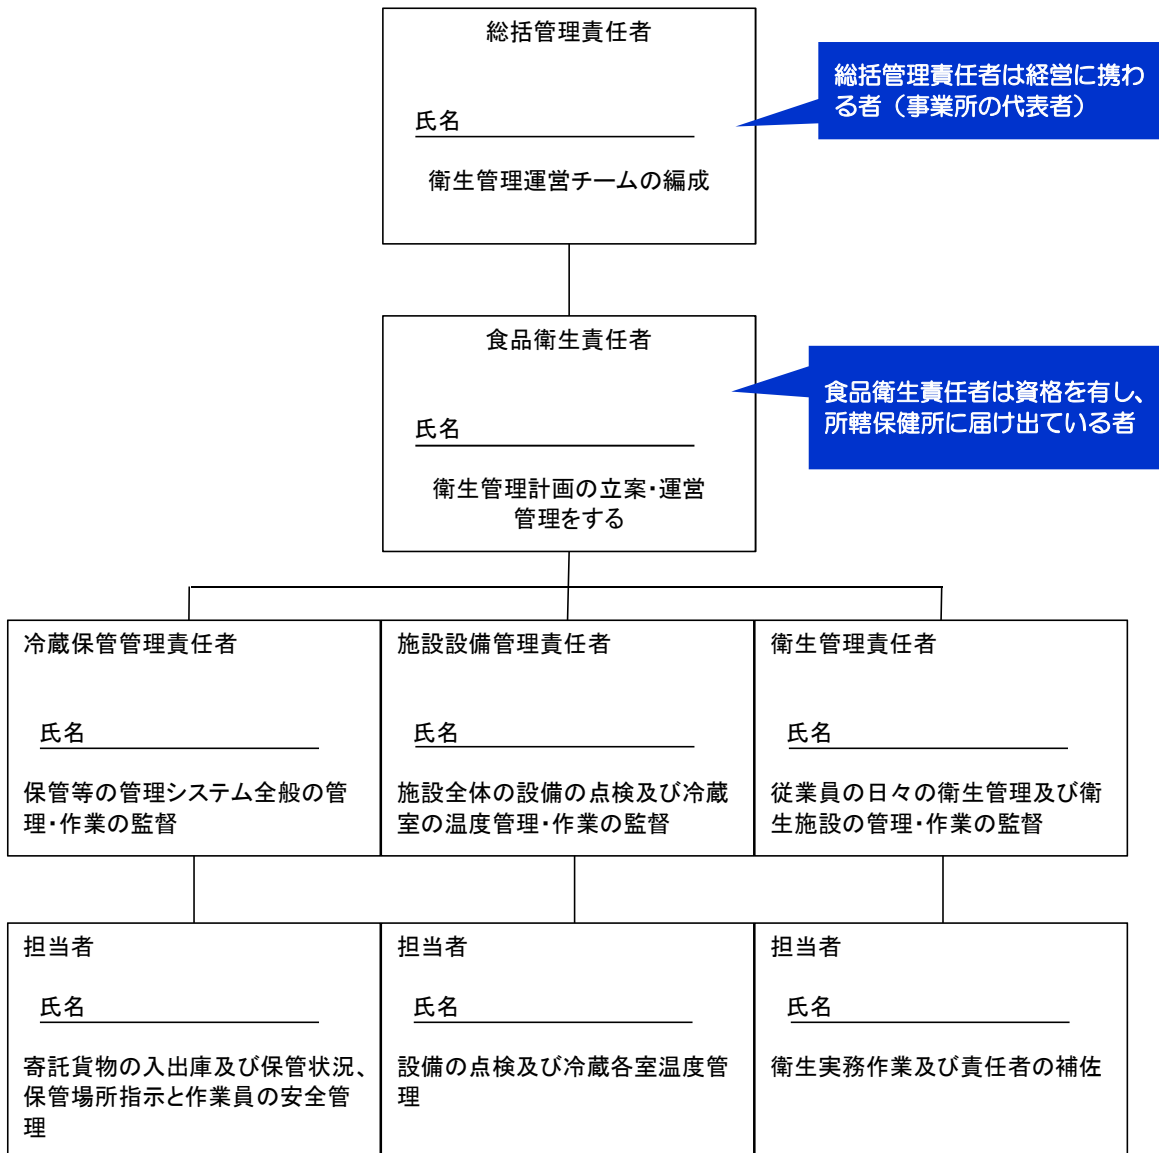 総括管理責任者
氏名
衛生管理運営チームの編成
総括管理責任者は経営に携わ
る者（事業所の代表者）
食品衛生責任者
氏名
衛生管理計画の立案・運営
管理をする
食品衛生責任者は資格を有し、
所轄保健所に届け出ている者
冷蔵保管管理責任者
氏名
保管等の管理システム全般の管
理・作業の監督
施設設備管理責任者
氏名
施設全体の設備の点検及び冷蔵
室の温度管理・作業の監督
衛生管理責任者
氏名
従業員の日々の衛生管理及び衛
生施設の管理・作業の監督
担当者
氏名
寄託貨物の入出庫及び保管状況、
保管場所指示と作業員の安全管
理
担当者
氏名
設備の点検及び冷蔵各室温度管
理
担当者
氏名
衛生実務作業及び責任者の補佐